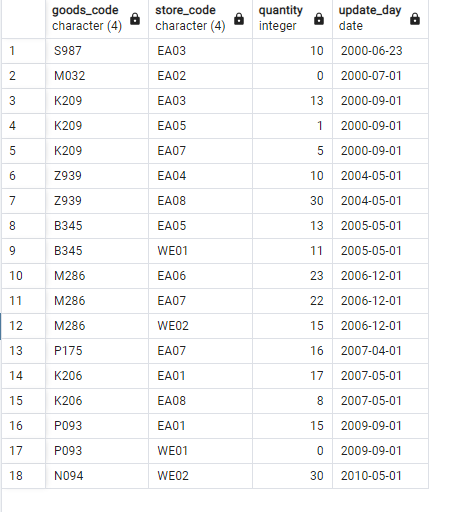 goods_code store_code quantity update_day
character (4) character (4) integer date
1 S987 EA03 10 2000-06-23
2 M032 EA02 0 2000-07-01
3 K209 EA03 13 2000-09-01
4 K209 EA05 1 2000-09-01
5 K209 EA07 5 2000-09-01
6 Z939 EA04 10 2004-05-01
7 Z939 EA08 30 2004-05-01
8 B345 EA05 13 2005-05-01
9 B345 WE01 11 2005-05-01
10 M286 EA06 23 2006-12-01
11 M286 EA07 22 2006-12-01
12 M286 WE02 15 2006-12-01
13 P175 EA07 16 2007-04-01
14 K206 EA01 17 2007-05-01
15 K206 EA08 8 2007-05-01
16 P093 EA01 15 2009-09-01
17 P093 WE01 0 2009-09-01
18 N094 WE02 30 2010-05-01